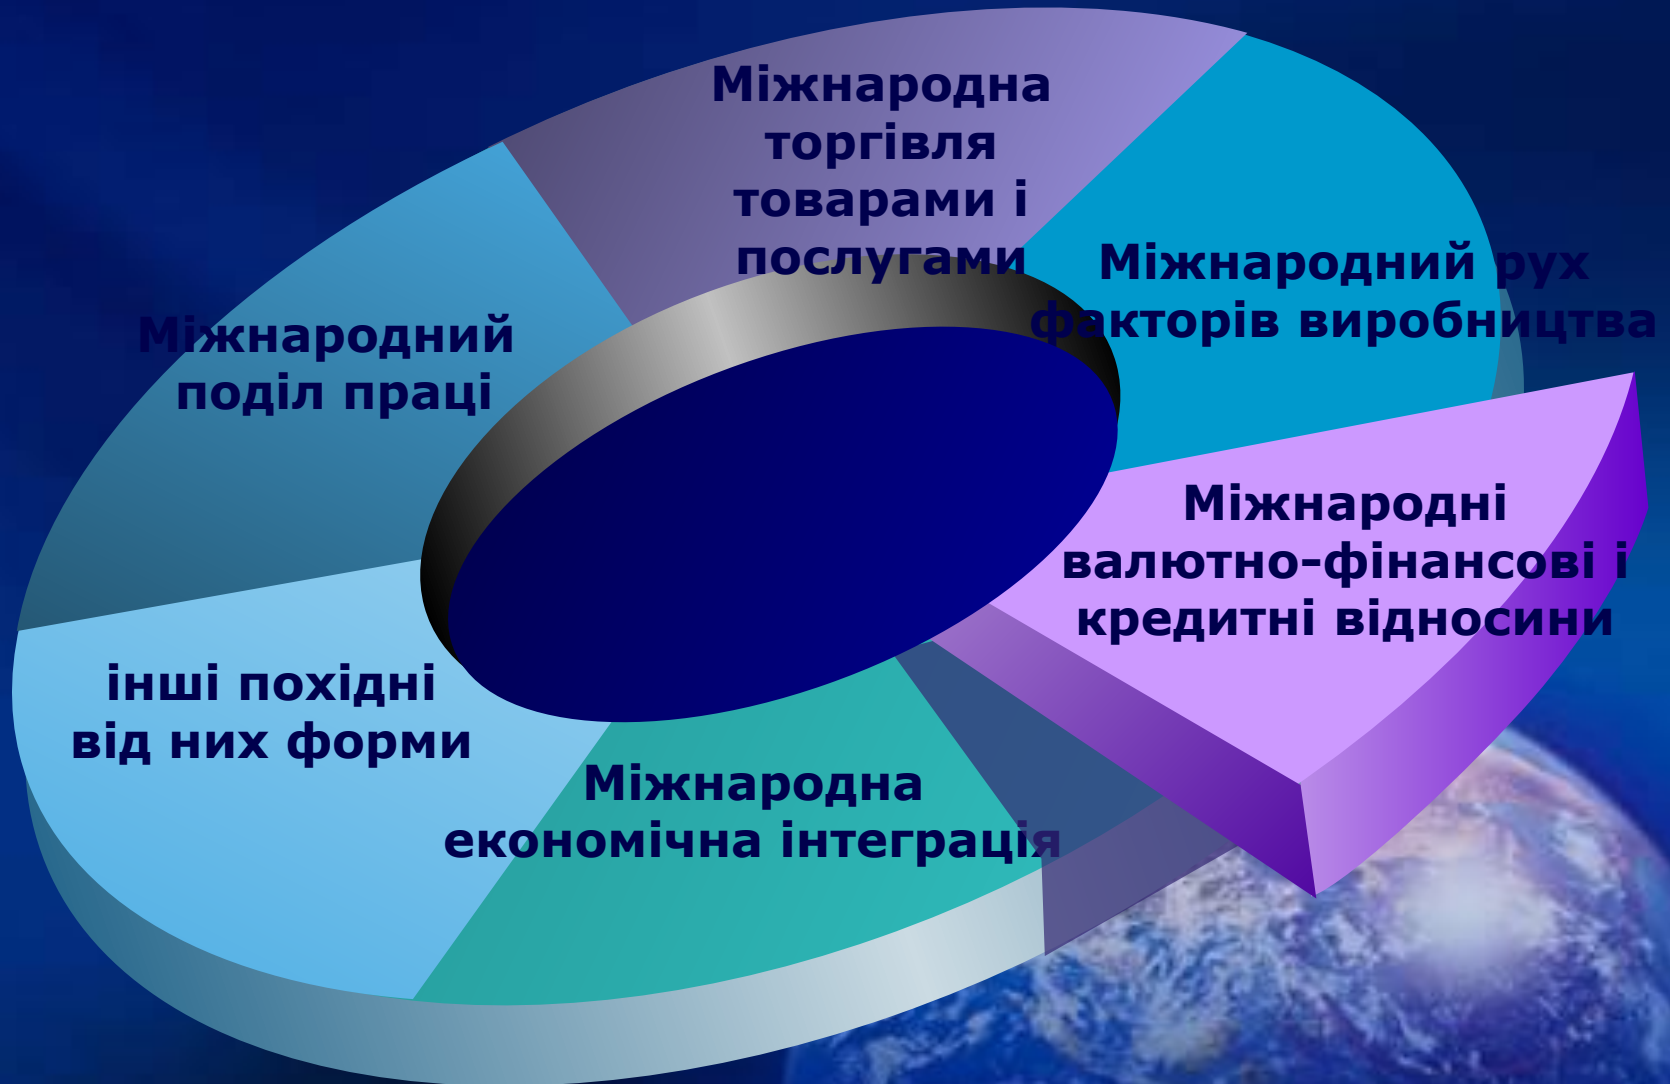 Міжнародна
торгівля
товарами і
послугами
Міжнародний рух
факторів виробництва
Міжнародний
поділ праці
Міжнародні
валютно-фінансові і
кредитні відносини
інші похідні
від них форми
Міжнародна
економічна інтеграція